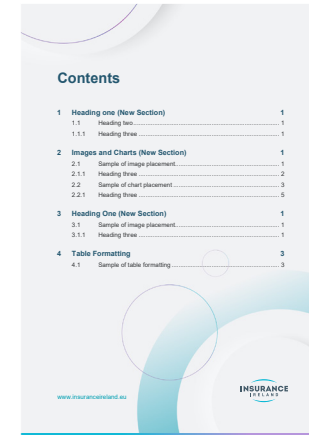 Contents
1 Heading one (New Section) 1
1.1 Heading two 1
1.1.1 Heading three 1
2 Images and Charts (New Section) 1
2.1 Sample of image placement 1
2.1.1 Heading three 2
2.2 Sample of chart placement 3
2.2.1 Heading three 5
3 Heading One (New Section) 1
3.1 Sample of image placement 1
3.1.1 Heading three 1
4 Table Formatting 3
4.1 Sample of table formatting 3
www.insuranceireland.eu
INSURANCE
IRELAND